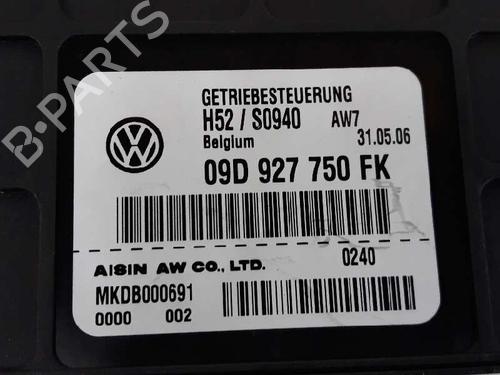 B-PARTS
GETRIEBESTEUERUNG
H52 / S0940 AW7
Belgium 31.05.06
09D 927 750 FK
AISIN AW CO., LTD. 0240
MKDB000691
0000 002